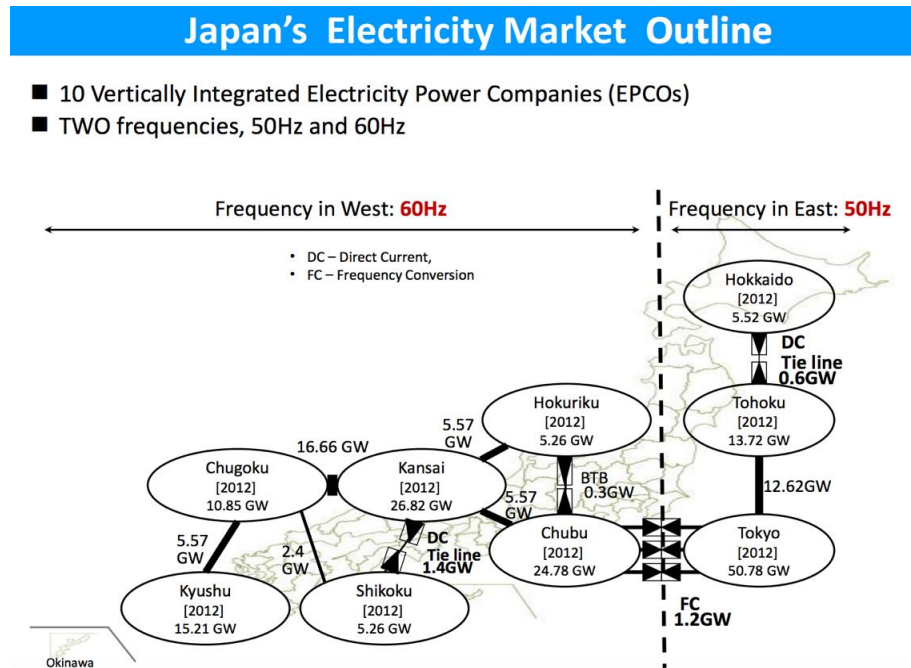 Japan's Electricity Market Outline
■ 10 Vertically Integrated Electricity Power Companies (EPCOs)
■ TWO frequencies, 50Hz and 60Hz
Frequency in West: 60Hz
Frequency in East: 50Hz
• DC – Direct Current,
• FC – Frequency Conversion
Hokkaido
[2012]
5.52 GW
DC
Tie line
0.6GW
Tohoku
[2012]
13.72 GW
12.62GW
Tokyo
[2012]
50.78 GW
FC
1.2GW
Hokuriku
[2012]
5.26 GW
BTB
0.3GW
Chubu
[2012]
24.78 GW
5.57
GW
5.57
GW
Kansai
[2012]
26.82 GW
16.66 GW
Chugoku
[2012]
10.85 GW
DC
Tie line
1.4GW
2.4
GW
5.57
GW
Shikoku
[2012]
5.26 GW
Kyushu
[2012]
15.21 GW
Okinawa